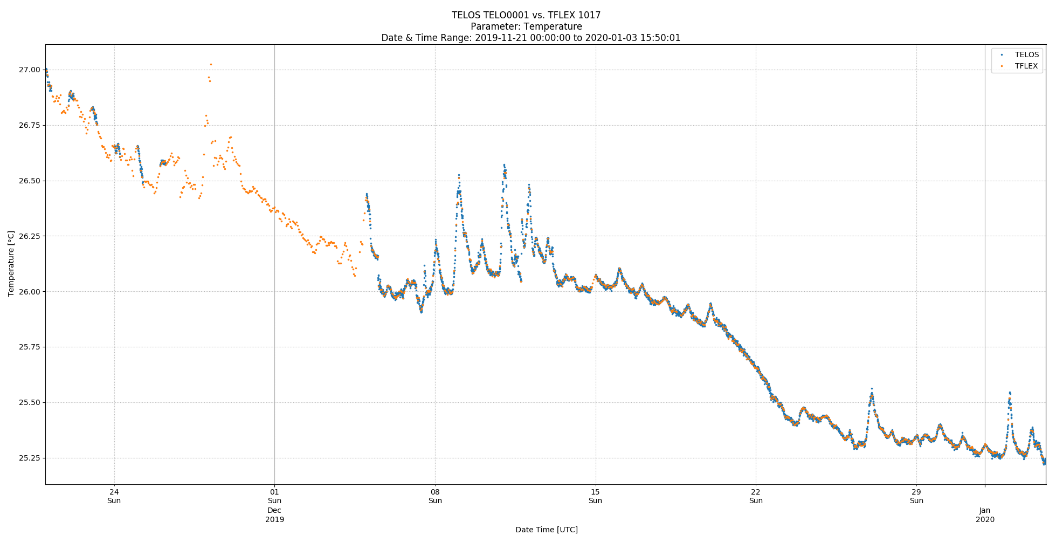 TELOS TELO0001 vs. TFLEX 1017
Parameter: Temperature
Date & Time Range: 2019-11-21 00:00:00 to 2020-01-03 15:50:01
TELOS
TFLEX
Temperature [°C]
27.00
26.75
26.50
26.25
26.00
25.75
25.50
25.25
24 01 08 15 22 29
Sun Sun Sun Sun Sun Sun
Dec Jan
2019 2020
Date Time [UTC]